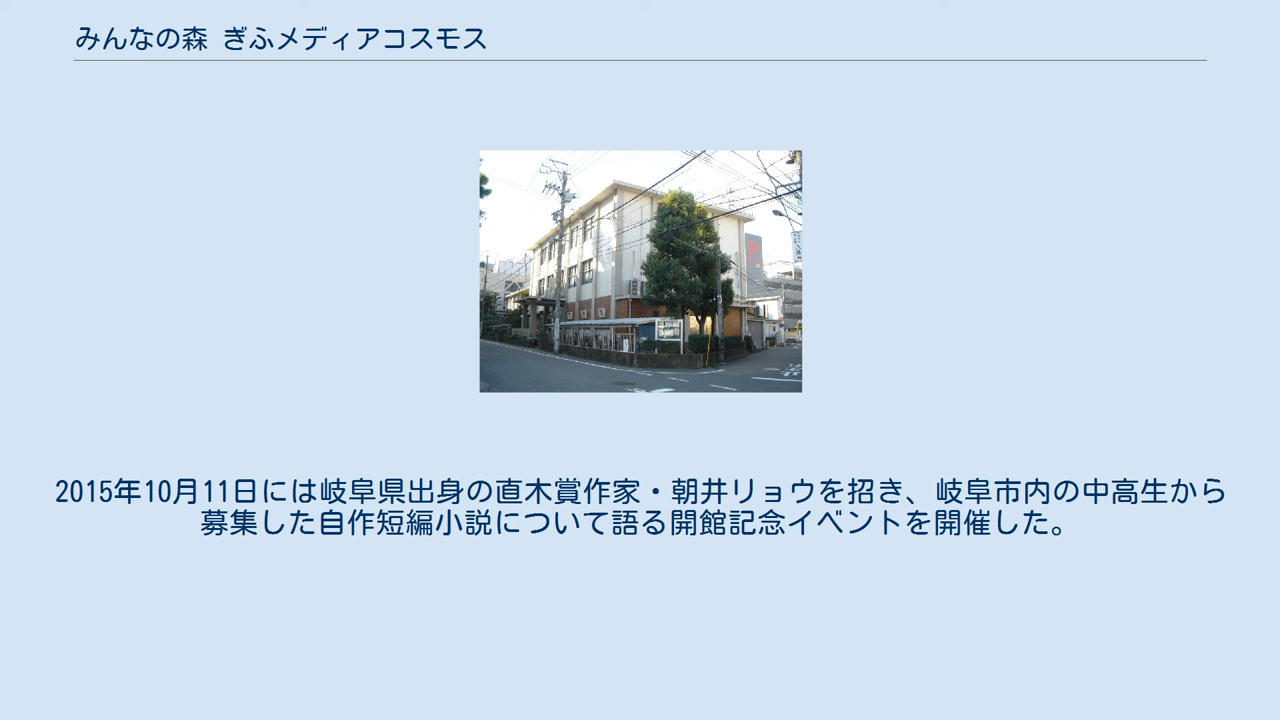 みんなの森 ぎふメディアコスモス
2015年10月11日には岐阜県出身の直木賞作家・朝井リョウを招き、岐阜市内の中高生から
募集した自作短編小説について語る開館記念イベントを開催した。